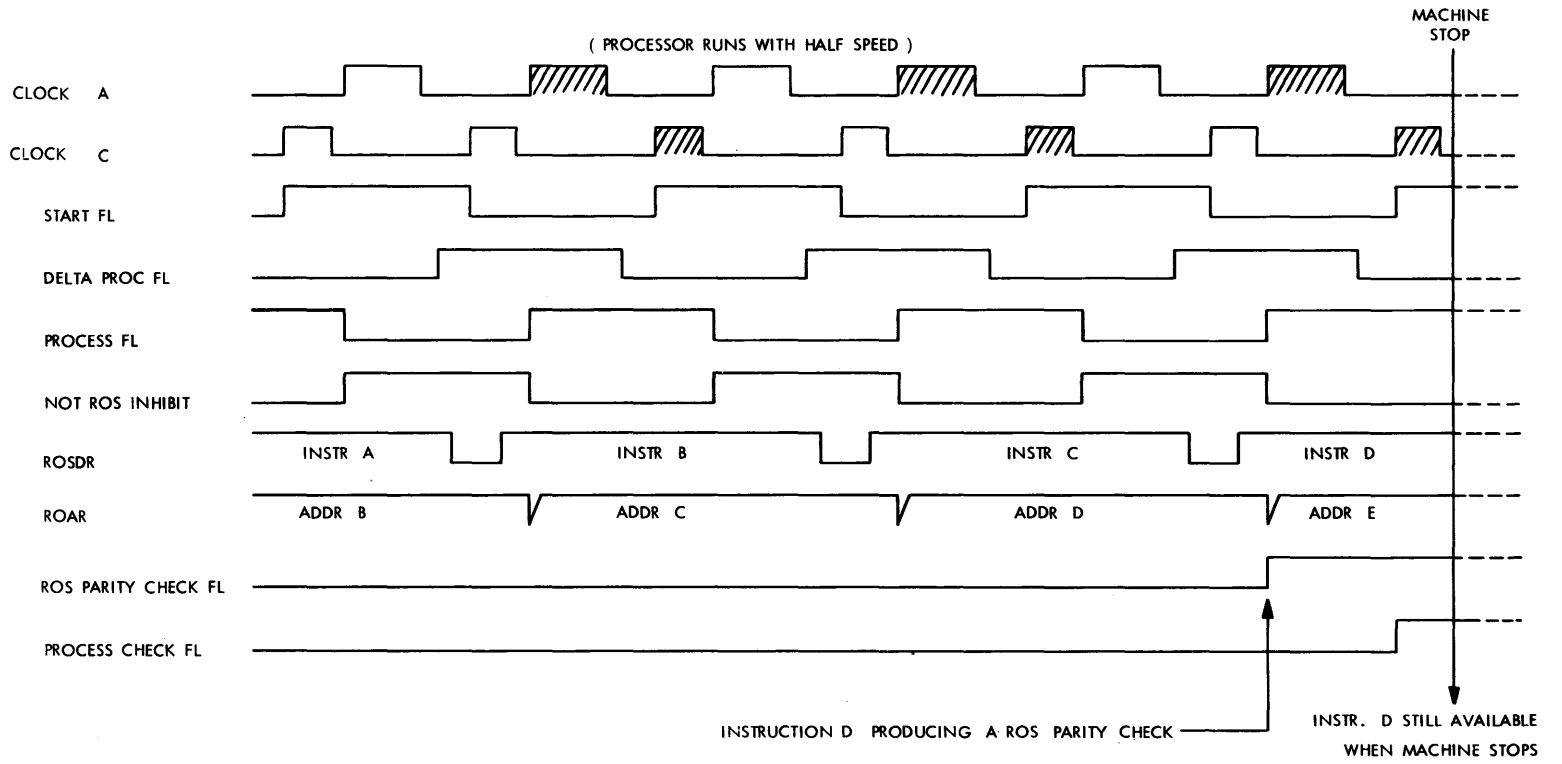 MACHINE
STOP
( PROCESSOR RUNS WITH HALF SPEED )
CLOCK A
CLOCK C
START FL
DELTA PROC FL
PROCESS FL
NOT ROS INHIBIT
ROSDR
INSTR A
INSTR B
INSTR C
INSTR D
ROAR
ADDR B
ADDR C
ADDR D
ADDR E
ROS PARITY CHECK FL
PROCESS CHECK FL
INSTRUCTION D PRODUCING A ROS PARITY CHECK
INSTR. D STILL AVAILABLE
WHEN MACHINE STOPS